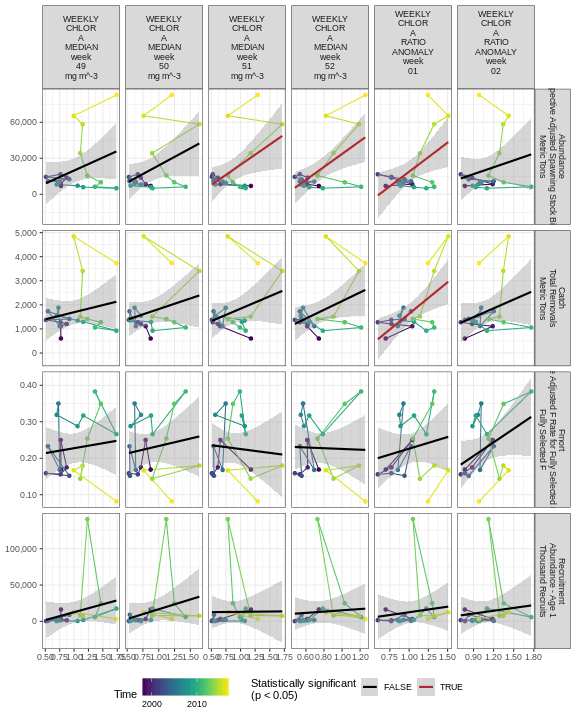 WEEKLY
CHLOR
A
MEDIAN
week
49
mg m^-3
WEEKLY
CHLOR
A
MEDIAN
week
50
mg m^-3
WEEKLY
CHLOR
A
MEDIAN
week
51
mg m^-3
WEEKLY
CHLOR
A
MEDIAN
week
52
mg m^-3
WEEKLY
CHLOR
A
RATIO
ANOMALY
week
01
WEEKLY
CHLOR
A
RATIO
ANOMALY
week
02
60,000
30,000
0
Abundance
Adjusted Spawning Stock
Metric Tons
5,000
4,000
3,000
2,000
1,000
0
Catch
Total Removals
Metric Tons
0.40
0.30
0.20
0.10
Fmort
Adjusted F Rate for Fully Selected
Fully Selected F
100,000
50,000
0
Recruitment
Abundance - Age 1
Thousand Recruits
0.50 0.75 1.00 1.25 1.50 1.75
0.50 0.75 1.00 1.25 1.50
0.50 0.75 1.00 1.25 1.50 1.75
0.60 0.80 1.00 1.20
0.75 1.00 1.25 1.50
0.90 1.20 1.50 1.80
Time
2000 2010
Statistically significant
(p < 0.05)
FALSE
TRUE